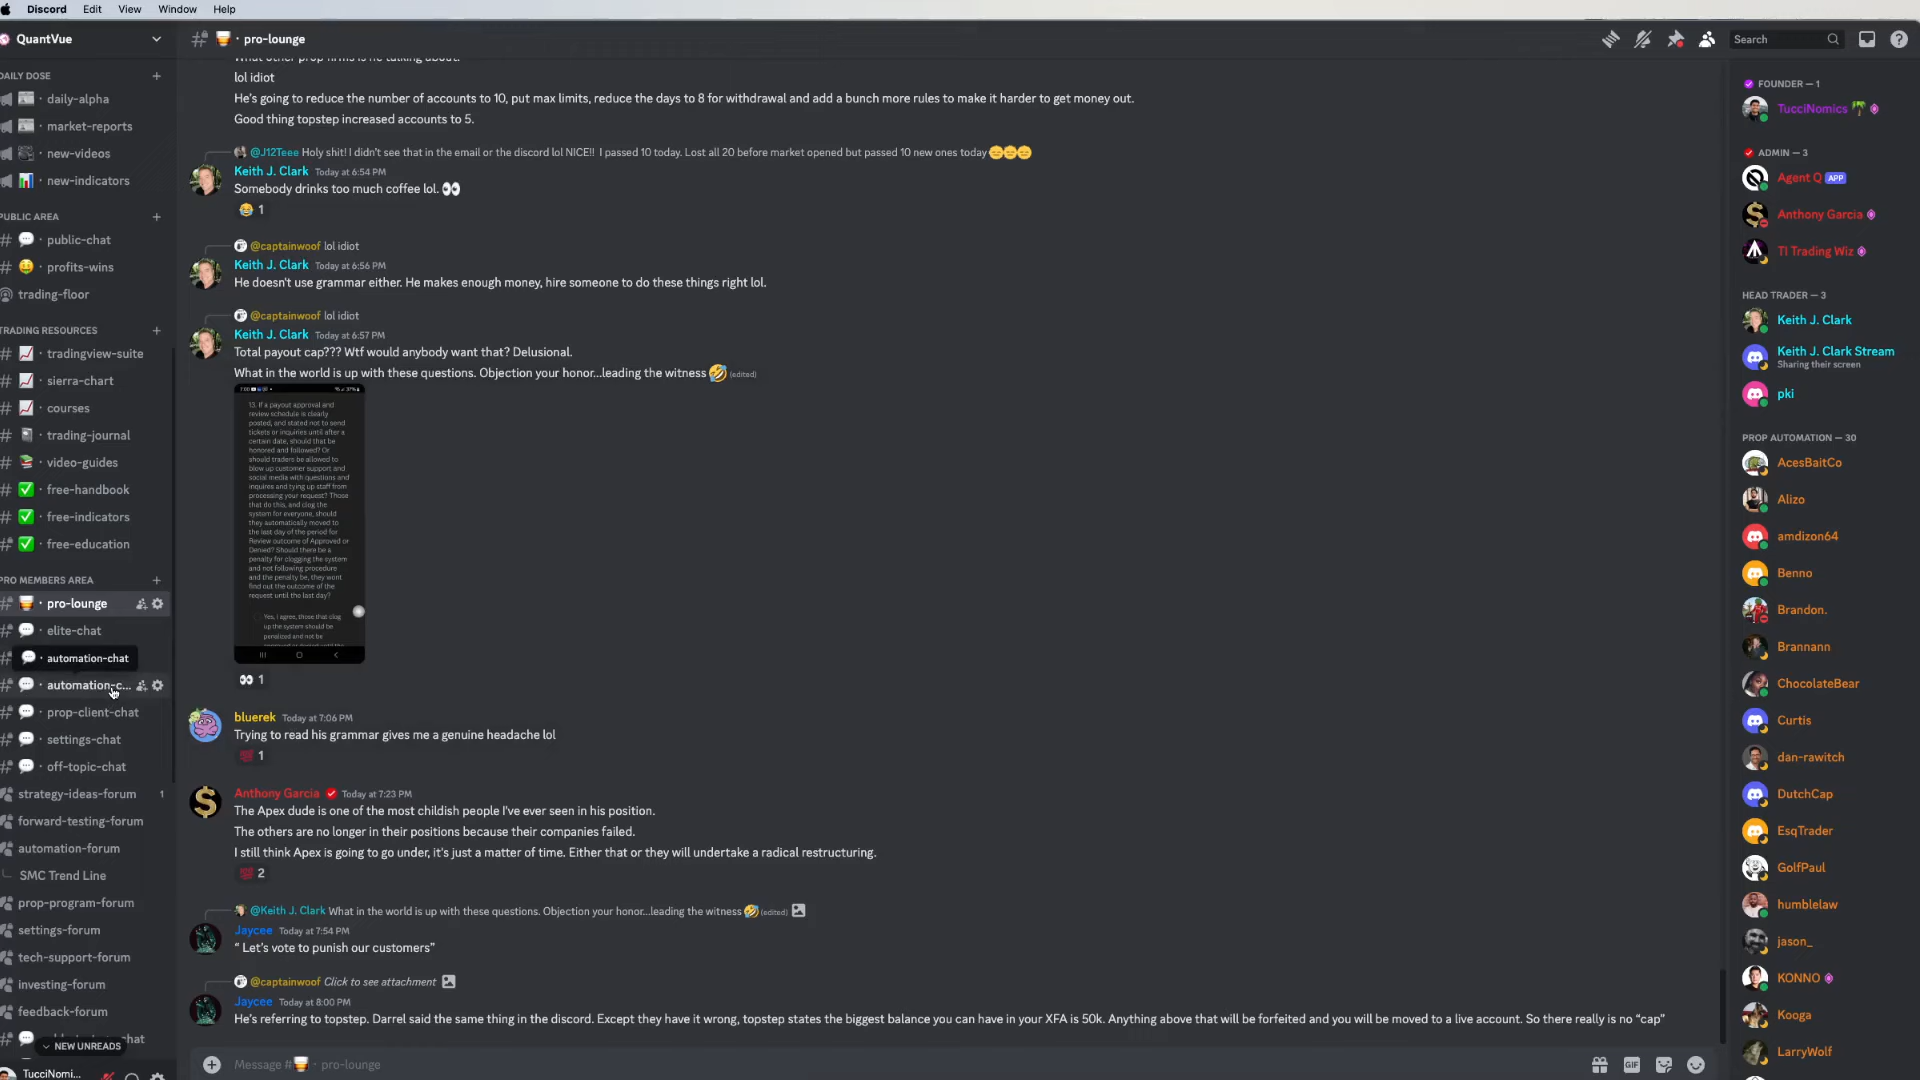 Discord Edit View Window Help
QuantVue
# · pro-lounge
Search
DAILY DOSE
· daily-alpha
· market-reports
· new-videos
· new-indicators
PUBLIC AREA
· public-chat
· profits-wins
trading-floor
TRADING RESOURCES
· tradingview-suite
· sierra-chart
· courses
· trading-journal
· video-guides
· free-handbook
· free-indicators
· free-education
PRO MEMBERS AREA
· pro-lounge
· elite-chat
· automation-chat
· automation-c...
· prop-client-chat
· settings-chat
· off-topic-chat
strategy-ideas-forum 1
forward-testing-forum
automation-forum
SMC Trend Line
prop-program-forum
settings-forum
tech-support-forum
investing-forum
feedback-forum
NEW UNREADS
TucciNomi...
What other prop firms is he talking about.
lol idiot
He's going to reduce the number of accounts to 10, put max limits, reduce the days to 8 for withdrawal and add a bunch more rules to make it harder to get money out.
Good thing topstep increased accounts to 5.
@J12Teee Holy shit! I didn't see that in the email or the discord lol NICE!! I passed 10 today. Lost all 20 before market opened but passed 10 new ones today 😑😑😑
Keith J. Clark Today at 6:54 PM
Somebody drinks too much coffee lol. 👀
😂 1
@captainwoof lol idiot
Keith J. Clark Today at 6:56 PM
He doesn't use grammar either. He makes enough money, hire someone to do these things right lol.
@captainwoof lol idiot
Keith J. Clark Today at 6:57 PM
Total payout cap??? Wtf would anybody want that? Delusional.
What in the world is up with these questions. Objection your honor...leading the witness 🤣 (edited)
13. If a payout approval and
review schedule is clearly
posted, and stated not to send
tickets or inquiries until after a
certain date, should that be
honored and followed? Or
should traders be allowed to
blow up customer support and
social media with questions and
inquires and tying up staff from
processing your request? Those
that do this, and clog the
system for everyone, should
they automatically moved to
the last day of the period for
Review outcome of Approved or
Denied? Should there be a
penalty for clogging the system
and not following procedure
and the penalty be, they wont
find out the outcome of the
request until the last day?
Yes, I agree, those that clog
up the system should be
penalized and not be
👀 1
bluerek Today at 7:06 PM
Trying to read his grammar gives me a genuine headache lol
💯 1
Anthony Garcia Today at 7:23 PM
The Apex dude is one of the most childish people I've ever seen in his position.
The others are no longer in their positions because their companies failed.
I still think Apex is going to go under, it's just a matter of time. Either that or they will undertake a radical restructuring.
💯 2
@Keith J. Clark What in the world is up with these questions. Objection your honor...leading the witness 🤣 (edited)
Jaycee Today at 7:54 PM
“ Let’s vote to punish our customers”
@captainwoof Click to see attachment
Jaycee Today at 8:00 PM
He’s referring to topstep. Darrel said the same thing in the discord. Except they have it wrong, topstep states the biggest balance you can have in your XFA is 50k. Anything above that will be forfeited and you will be moved to a live account. So there really is no “cap”
Message # · pro-lounge
GIF
FOUNDER — 1
TucciNomics 🌴
ADMIN — 3
Agent Q APP
Anthony Garcia
TI Trading Wiz
HEAD TRADER — 3
Keith J. Clark
Keith J. Clark Stream
Sharing their screen
pki
PROP AUTOMATION — 30
AcesBaitCo
Alizo
amdizon64
Benno
Brandon.
Brannann
ChocolateBear
Curtis
dan-rawitch
DutchCap
EsqTrader
GolfPaul
humblelaw
jason_
KONNO
Kooga
LarryWolf